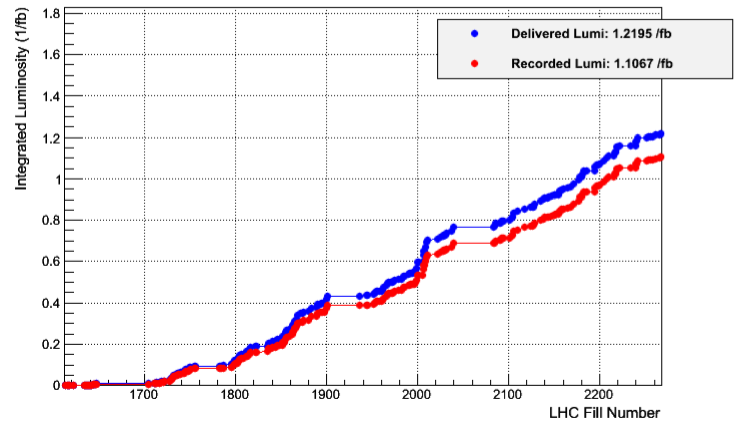 Integrated Luminosity (1/fb)
1.8
1.6
1.4
1.2
1
0.8
0.6
0.4
0.2
0
Delivered Lumi: 1.2195 /fb
Recorded Lumi: 1.1067 /fb
1700 1800 1900 2000 2100 2200
LHC Fill Number